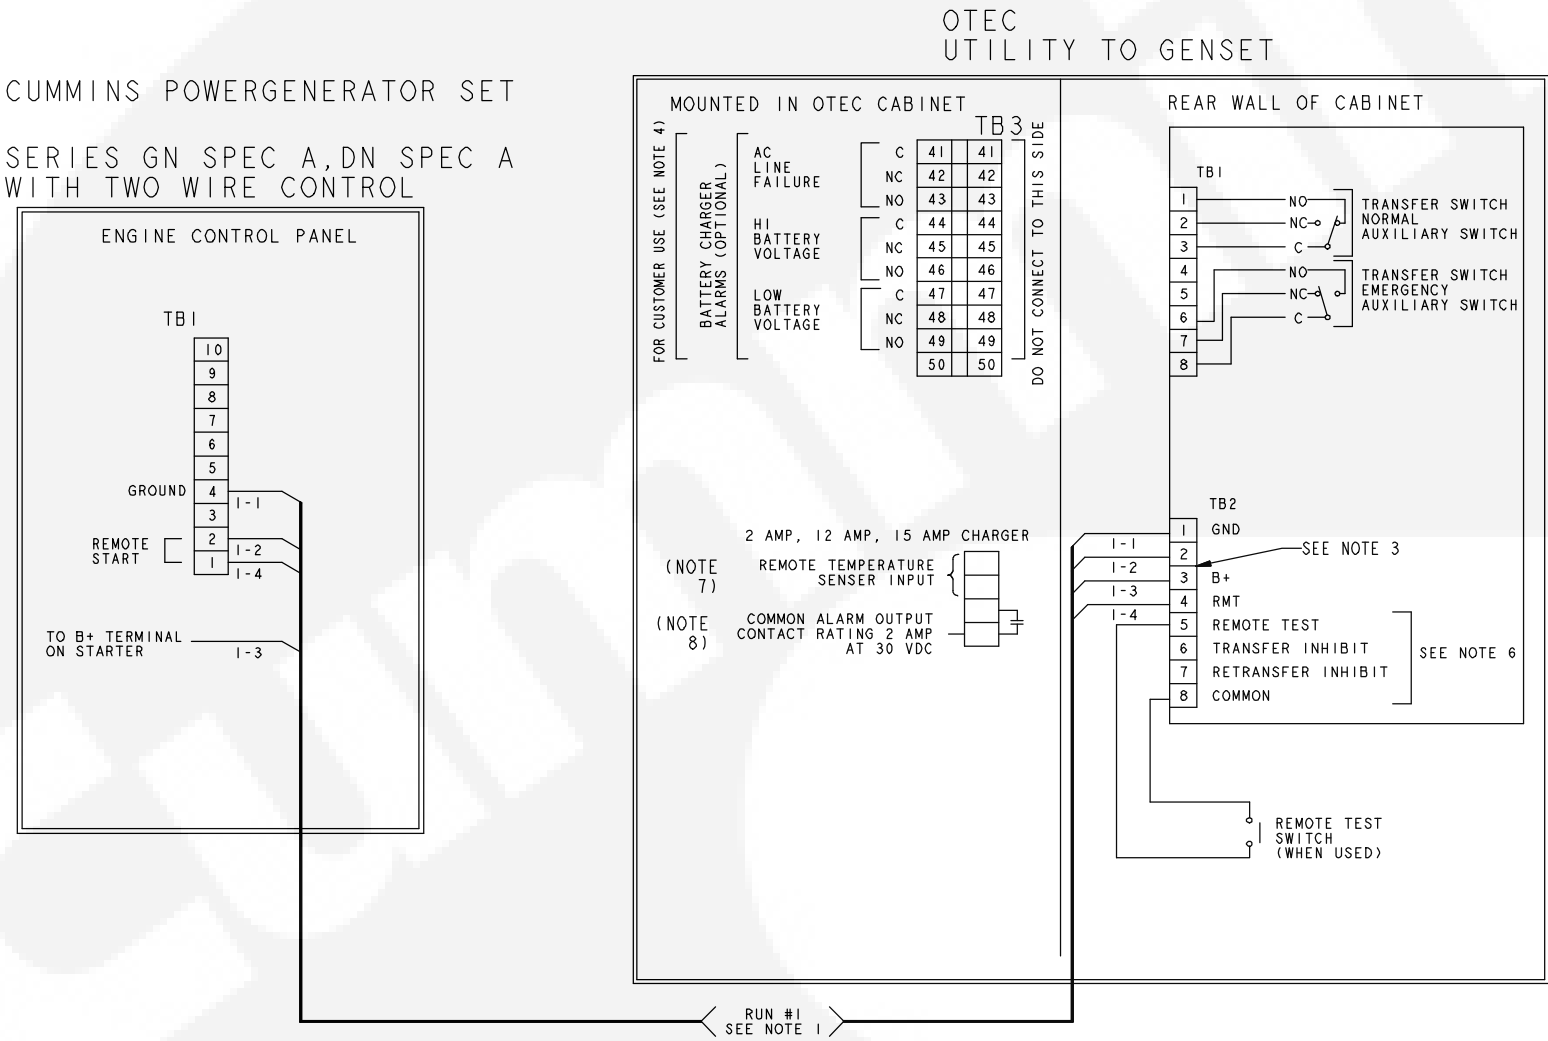 OTEC
UTILITY TO GENSET
CUMMINS POWERGENERATOR SET
SERIES GN SPEC A,DN SPEC A
WITH TWO WIRE CONTROL
ENGINE CONTROL PANEL
TB1
10
9
8
7
6
5
GROUND 4
1-1
3
REMOTE
START
2
1-2
1
1-4
TO B+ TERMINAL
ON STARTER
1-3
MOUNTED IN OTEC CABINET
TB3
FOR CUSTOMER USE (SEE NOTE 4)
BATTERY CHARGER
ALARMS (OPTIONAL)
AC
LINE
FAILURE
C 41 41
NC 42 42
NO 43 43
HI
BATTERY
VOLTAGE
C 44 44
NC 45 45
NO 46 46
LOW
BATTERY
VOLTAGE
C 47 47
NC 48 48
NO 49 49
50 50
DO NOT CONNECT TO THIS SIDE
2 AMP, 12 AMP, 15 AMP CHARGER
(NOTE
7)
REMOTE TEMPERATURE
SENSER INPUT
(NOTE
8)
COMMON ALARM OUTPUT
CONTACT RATING 2 AMP
AT 30 VDC
REAR WALL OF CABINET
TB1
1 NO
2 NC
3 C
TRANSFER SWITCH
NORMAL
AUXILIARY SWITCH
4 NO
5 NC
6 C
7
8
TRANSFER SWITCH
EMERGENCY
AUXILIARY SWITCH
TB2
1 GND
1-1
2
SEE NOTE 3
1-2
3 B+
1-3
4 RMT
1-4
5 REMOTE TEST
6 TRANSFER INHIBIT
7 RETRANSFER INHIBIT
8 COMMON
SEE NOTE 6
REMOTE TEST
SWITCH
(WHEN USED)
RUN #1
SEE NOTE 1